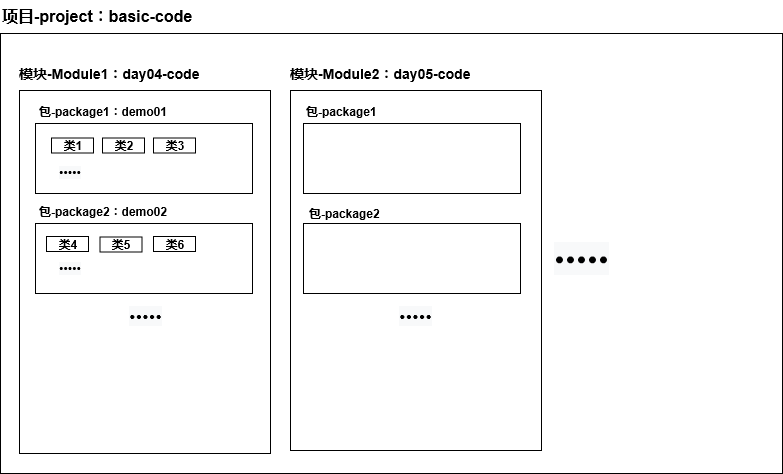 项目-project：basic-code
模块-Module1：day04-code
模块-Module2：day05-code
包-package1：demo01
包-package1
类1 类2 类3
•••••
包-package2：demo02
包-package2
类4 类5 类6
•••••
•••••
•••••
•••••